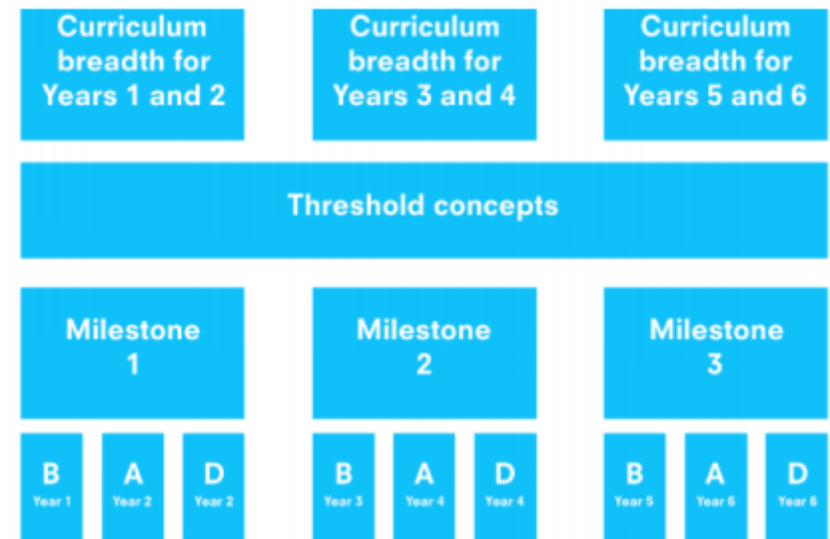 Curriculum
breadth for
Years 1 and 2
Curriculum
breadth for
Years 3 and 4
Curriculum
breadth for
Years 5 and 6
Threshold concepts
Milestone
1
Milestone
2
Milestone
3
B
Year 1
A
Year 2
D
Year 2
B
Year 3
A
Year 4
D
Year 4
B
Year 5
A
Year 6
D
Year 6